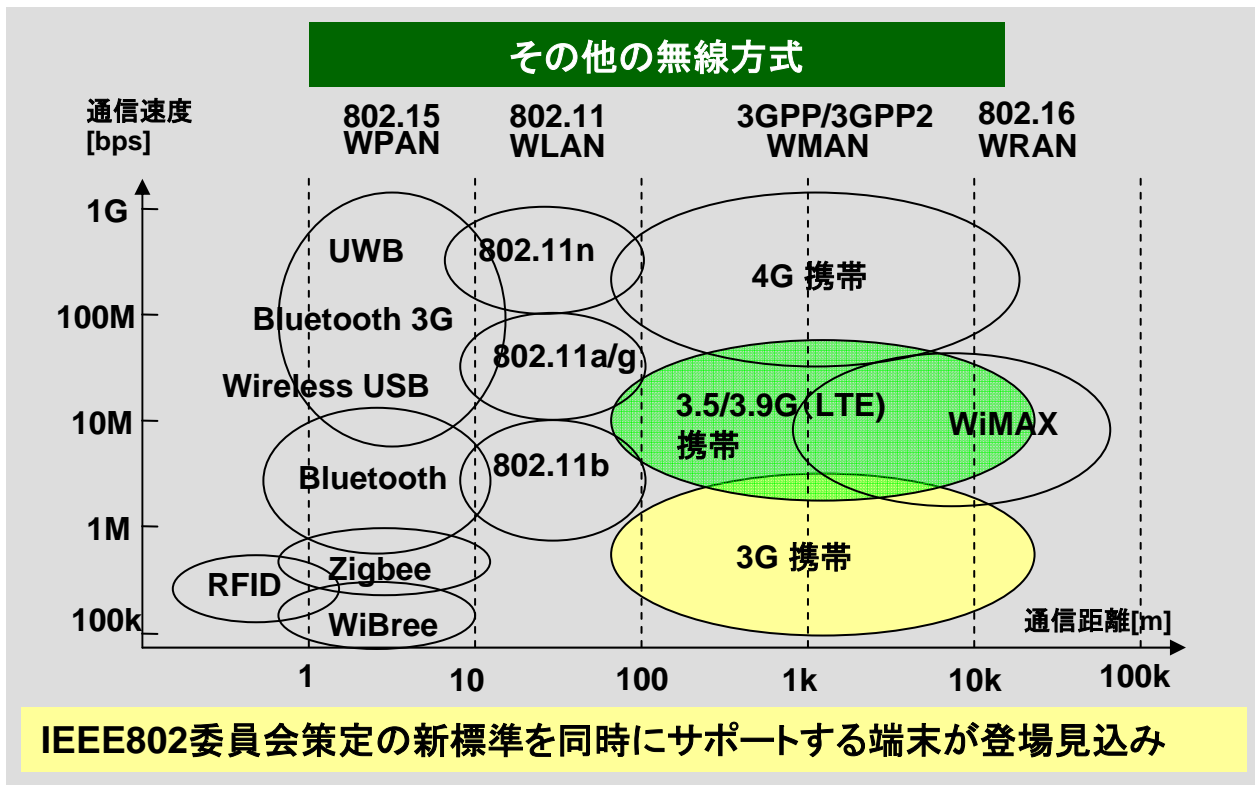 その他の無線方式
通信速度
[bps]
802.15
WPAN
802.11
WLAN
3GPP/3GPP2
WMAN
802.16
WRAN
1G
100M
10M
1M
100k
UWB
Bluetooth 3G
Wireless USB
Bluetooth
Zigbee
RFID
WiBree
802.11n
802.11a/g
802.11b
4G 携帯
3.5/3.9G (LTE)
携帯
WiMAX
3G 携帯
通信距離[m]
1
10
100
1k
10k
100k
IEEE802委員会策定の新標準を同時にサポートする端末が登場見込み